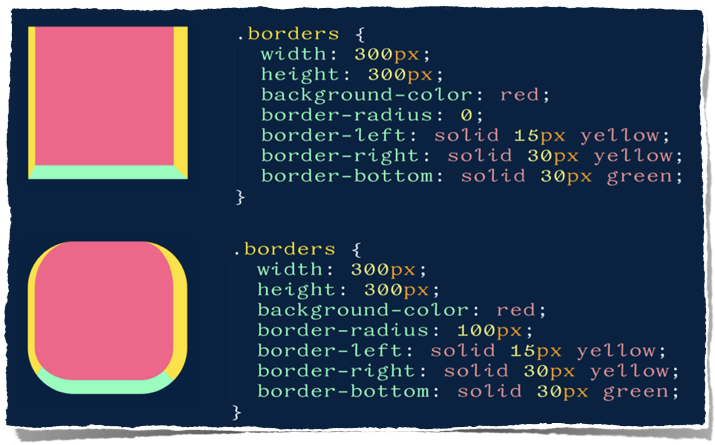 .borders {
width: 300px;
height: 300px;
background-color: red;
border-radius: 0;
border-left: solid 15px yellow;
border-right: solid 30px yellow;
border-bottom: solid 30px green;
}
.borders {
width: 300px;
height: 300px;
background-color: red;
border-radius: 100px;
border-left: solid 15px yellow;
border-right: solid 30px yellow;
border-bottom: solid 30px green;
}